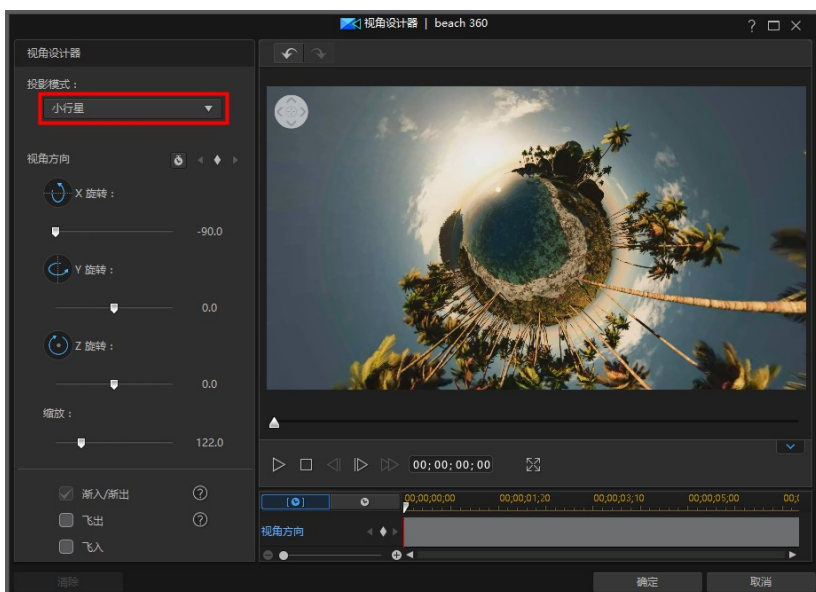 视角设计器 | beach 360
视角设计器
投影模式：
小行星
视角方向
X 旋转：
-90.0
Y 旋转：
0.0
Z 旋转：
0.0
缩放：
122.0
渐入/渐出
飞出
飞入
00;00;00;00
00;00;00;00 00;00;01;20 00;00;03;10 00;00;05;00 00;(
视角方向
清除 确定 取消